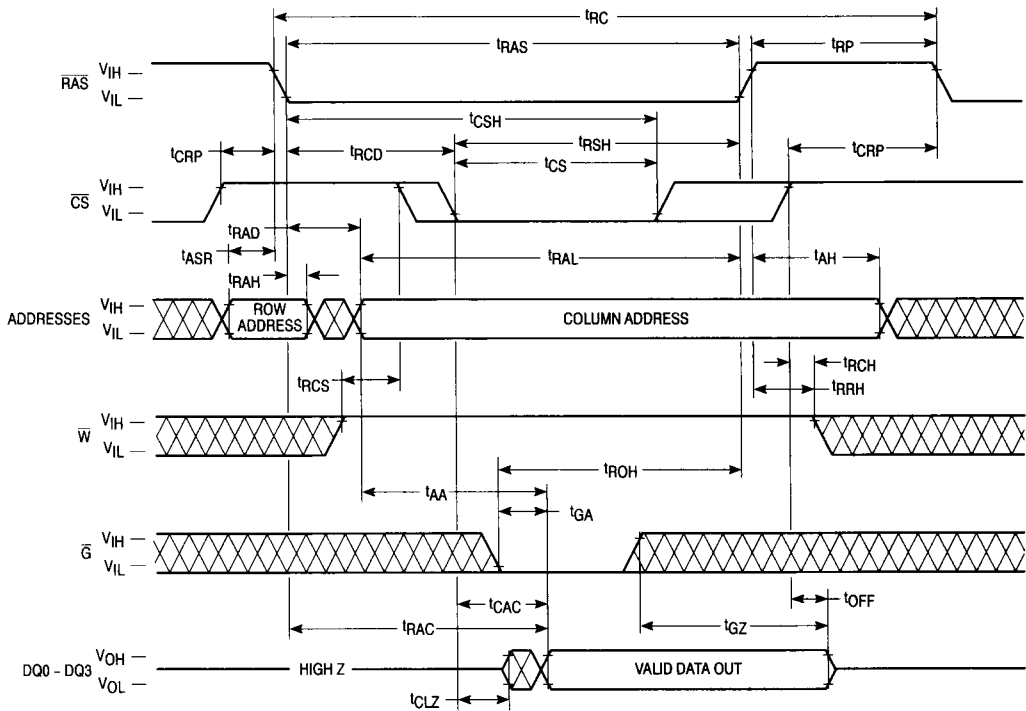 tRC
tRAS
tRP
RAS
VIH
VIL
tCSH
tCRP
tRCD
tRSH
tCRP
tCS
CS
VIH
VIL
tRAD
tASR
tRAL
tAH
tRAH
ADDRESSES
VIH
VIL
ROW
ADDRESS
COLUMN ADDRESS
tRCS
tRCH
tRRH
W
VIH
VIL
tROH
tAA
tGA
G
VIH
VIL
tCAC
tOFF
tRAC
tGZ
DQ0 – DQ3
VOH
VOL
HIGH Z
VALID DATA OUT
tCLZ